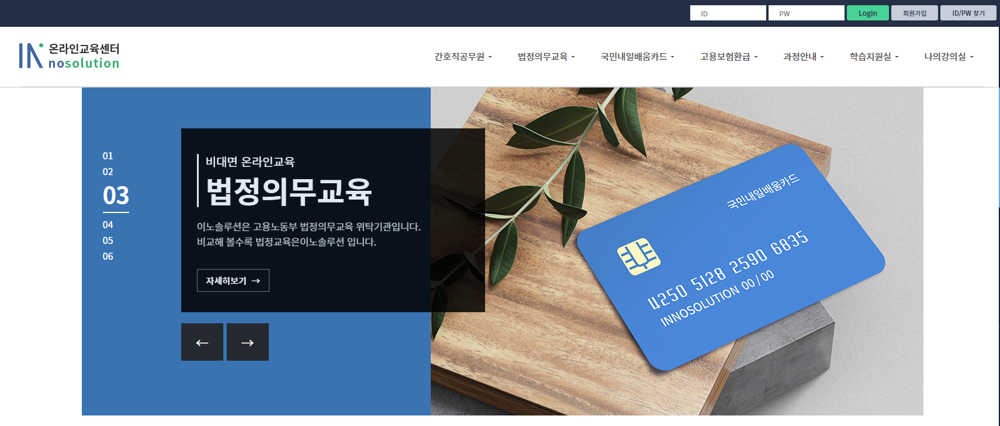 ID
PW
Login
회원가입
ID/PW 찾기
온라인교육센터
nosolution
간호직공무원
법정의무교육
국민내일배움카드
고용보험환급
과정안내
학습지원실
나의강의실
01
02
03
04
05
06
비대면 온라인교육
법정의무교육
이노솔루션은 고용노동부 법정의무교육 위탁기관입니다.
비교해 볼수록 법정교육은이노솔루션 입니다.
자세히보기 →
← →
국민내일배움카드
4250 5128 2590 6835
INNOSOLUTION 00/00